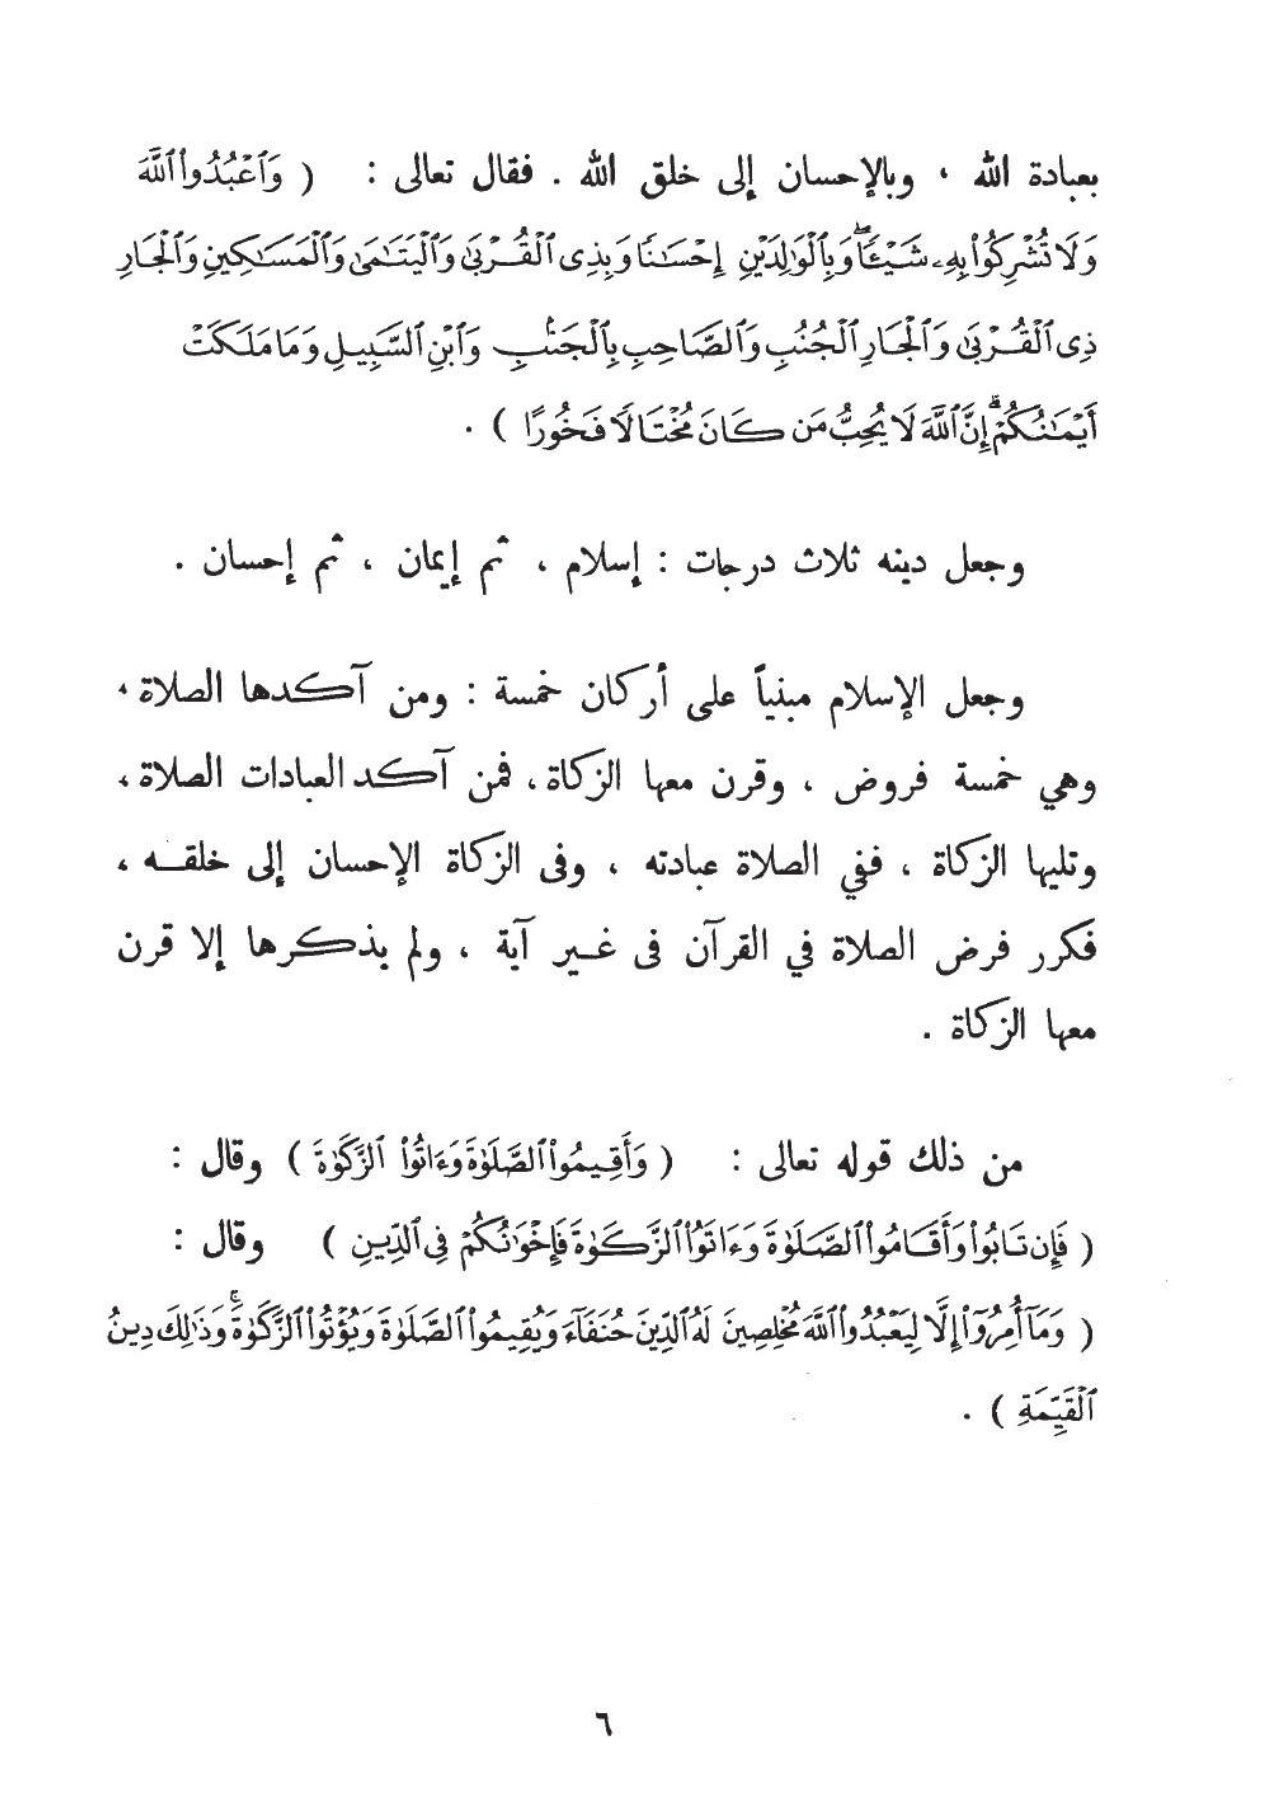 بعبادة الله ، وبالإحسان إلى خلق الله . فقال تعالى : ( وَٱعْبُدُوا۟ ٱللَّهَ
وَلَا تُشْرِكُوا۟ بِهِۦ شَيْـًٔا ۖ وَبِٱلْوَٰلِدَيْنِ إِحْسَـٰنًا وَبِذِى ٱلْقُرْبَىٰ وَٱلْيَتَـٰمَىٰ وَٱلْمَسَـٰكِينِ وَٱلْجَارِ
ذِى ٱلْقُرْبَىٰ وَٱلْجَارِ ٱلْجُنُبِ وَٱلصَّاحِبِ بِٱلْجَنۢبِ وَٱبْنِ ٱلسَّبِيلِ وَمَا مَلَكَتْ
أَيْمَـٰنُكُمْ ۗ إِنَّ ٱللَّهَ لَا يُحِبُّ مَن كَانَ مُخْتَالًا فَخُورًا ) .
وجعل دينه ثلاث درجات : إسلام ، ثم إيمان ، ثم إحسان .
وجعل الإسلام مبنياً على أركان خمسة : ومن آكدها الصلاة ،
وهي خمسة فروض ، وقرن معها الزكاة ، فمن آكد العبادات الصلاة ،
وتليها الزكاة ، ففي الصلاة عبادته ، وفى الزكاة الإحسان إلى خلقه ،
فكرر فرض الصلاة في القرآن فى غير آية ، ولم يذكرها إلا قرن
معها الزكاة .
من ذلك قوله تعالى : ( وَأَقِيمُوا۟ ٱلصَّلَوٰةَ وَءَاتُوا۟ ٱلزَّكَوٰةَ ) وقال :
( فَإِن تَابُوا۟ وَأَقَامُوا۟ ٱلصَّلَوٰةَ وَءَاتَوُا۟ ٱلزَّكَوٰةَ فَإِخْوَٰنُكُمْ فِى ٱلدِّينِ ) وقال :
( وَمَآ أُمِرُوٓا۟ إِلَّا لِيَعْبُدُوا۟ ٱللَّهَ مُخْلِصِينَ لَهُ ٱلدِّينَ حُنَفَآءَ وَيُقِيمُوا۟ ٱلصَّلَوٰةَ وَيُؤْتُوا۟ ٱلزَّكَوٰةَ ۚ وَذَٰلِكَ دِينُ
ٱلْقَيِّمَةِ ) .
٦